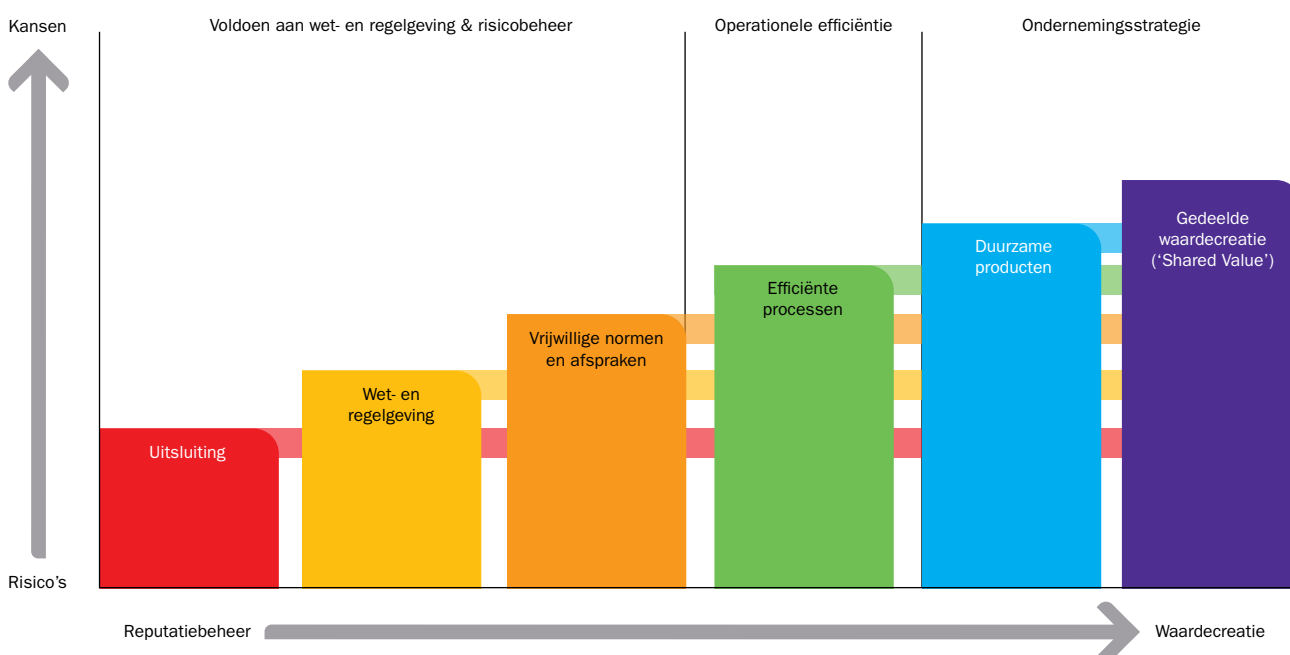 Kansen
Voldoen aan wet- en regelgeving & risicobeheer
Operationele efficiëntie
Ondernemingsstrategie
Gedeelde
waardecreatie
(‘Shared Value’)
Duurzame
producten
Efficiënte
processen
Vrijwillige normen
en afspraken
Wet- en
regelgeving
Uitsluiting
Risico’s
Reputatiebeheer
Waardecreatie